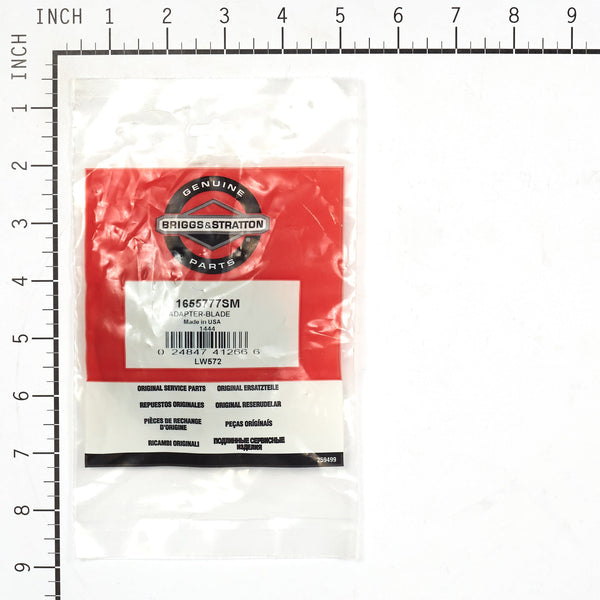 INCH 1 2 3 4 5 6 7 8 9
INCH
1
2
3
4
5
6
7
8
9
GENUINE
BRIGGS&STRATTON
PARTS
1655777SM
ADAPTER-BLADE
Made in USA
1444
0 24847 41266 6
LW572
ORIGINAL SERVICE PARTS ORIGINAL ERSATZTEILE
REPUESTOS ORIGINALES ORIGINAL RESERUDELAR
PIÈCES DE RECHANGE D'ORIGINE PEÇAS ORIGÍNAIS
RICAMBI ORIGINALI ПОДЛИННЫЕ СЕРВИСНЫЕ ИЗДЕЛИЯ
259499